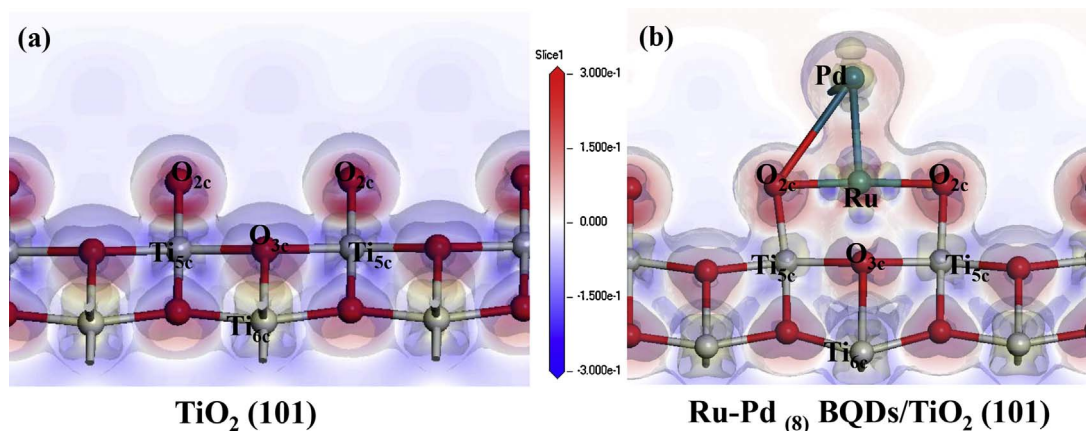 (a)
O2c
O2c
O3c
Ti5c
Ti5c
Ti6c
TiO2 (101)
Slice1
3.000e-1
1.500e-1
0.000
-1.500e-1
-3.000e-1
(b)
Pd
O2c
Ru
O2c
Ti5c
O3c
Ti5c
Ti6c
Ru-Pd (8) BQDs/TiO2 (101)